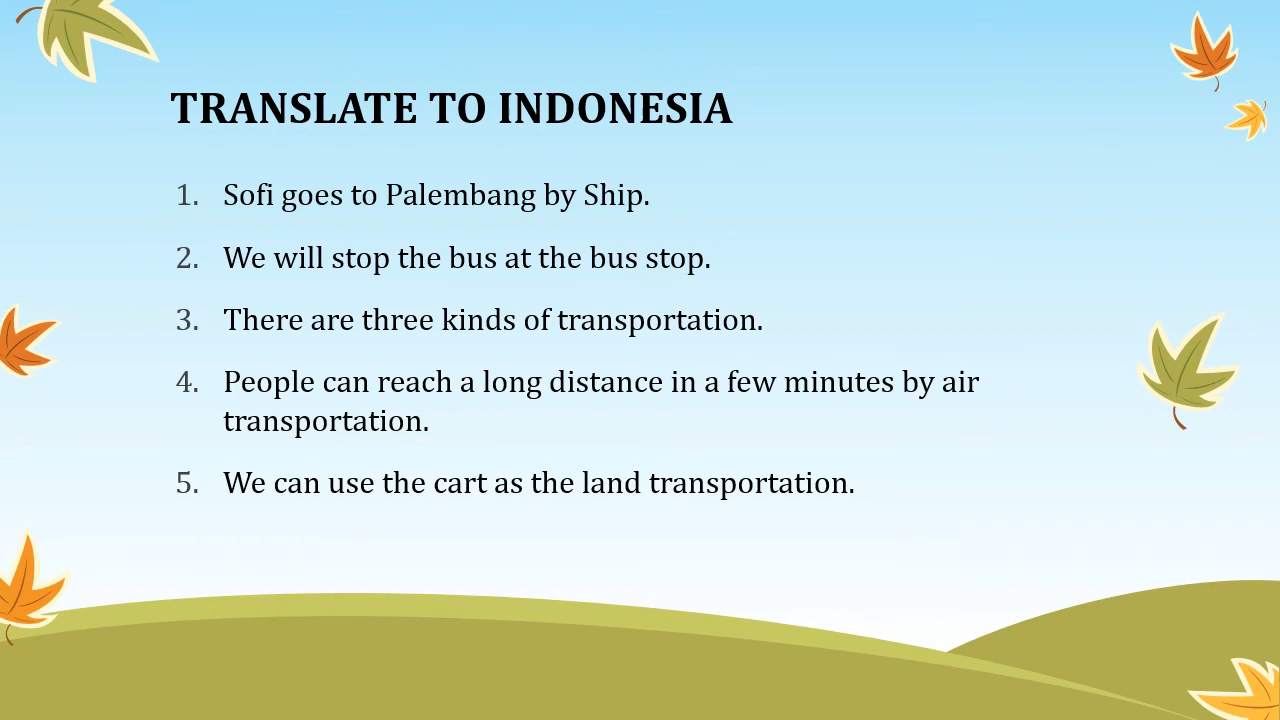 TRANSLATE TO INDONESIA
1. Sofi goes to Palembang by Ship.
2. We will stop the bus at the bus stop.
3. There are three kinds of transportation.
4. People can reach a long distance in a few minutes by air
transportation.
5. We can use the cart as the land transportation.